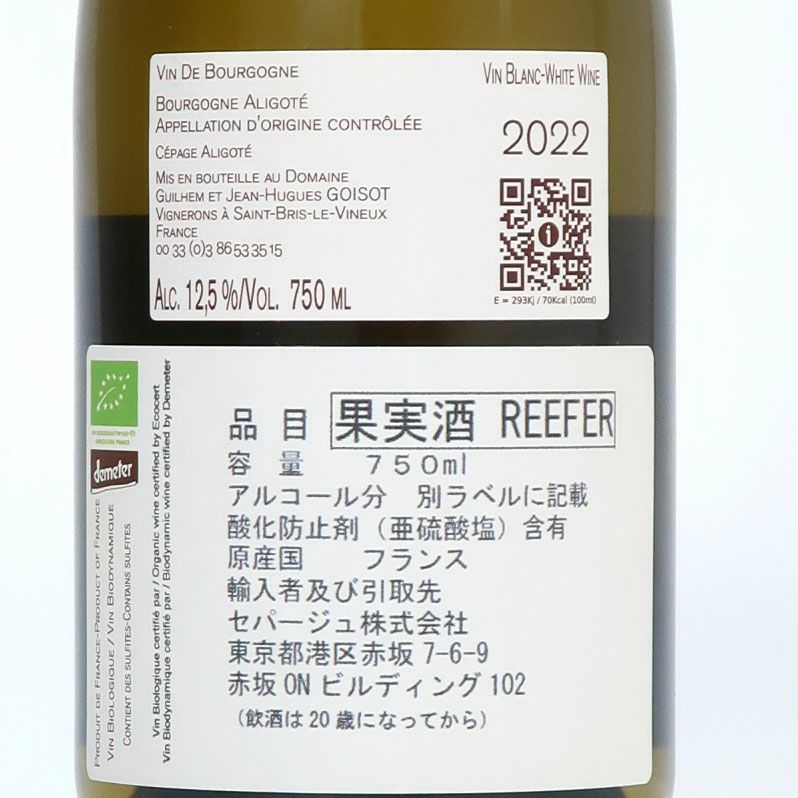 VIN DE BOURGOGNE
VIN BLANC-WHITE WINE
BOURGOGNE ALIGOTÉ
APPELLATION D'ORIGINE CONTRÔLÉE
2022
CÉPAGE ALIGOTÉ
MIS EN BOUTEILLE AU DOMAINE
GUILHEM ET JEAN-HUGUES GOISOT
VIGNERONS À SAINT-BRIS-LE-VINEUX
FRANCE
00 33 (0)3 86 53 35 15
ALC. 12,5 %/VOL. 750 ML
E = 293Kj / 70Kcal (100ml)
demeter
PRODUIT DE FRANCE-PRODUCT OF FRANCE
VIN BIOLOGIQUE / VIN BIODYNAMIQUE
CONTIENT DES SULFITES-CONTAINS SULFITES
Vin Biologique certifié par / Organic wine certified by Ecocert
Vin Biodynamique certifié par / Biodynamic wine certified by Demeter
品目 果実酒 REEFER
容量 750ml
アルコール分 別ラベルに記載
酸化防止剤（亜硫酸塩）含有
原産国 フランス
輸入者及び引取先
セパージュ株式会社
東京都港区赤坂 7-6-9
赤坂 ON ビルディング 102
（飲酒は 20 歳になってから）